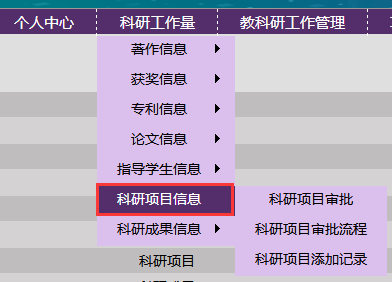 个人中心 科研工作量 教科研工作管理
著作信息
获奖信息
专利信息
论文信息
指导学生信息
科研项目信息 科研项目审批
科研成果信息 科研项目审批流程
科研项目 科研项目添加记录